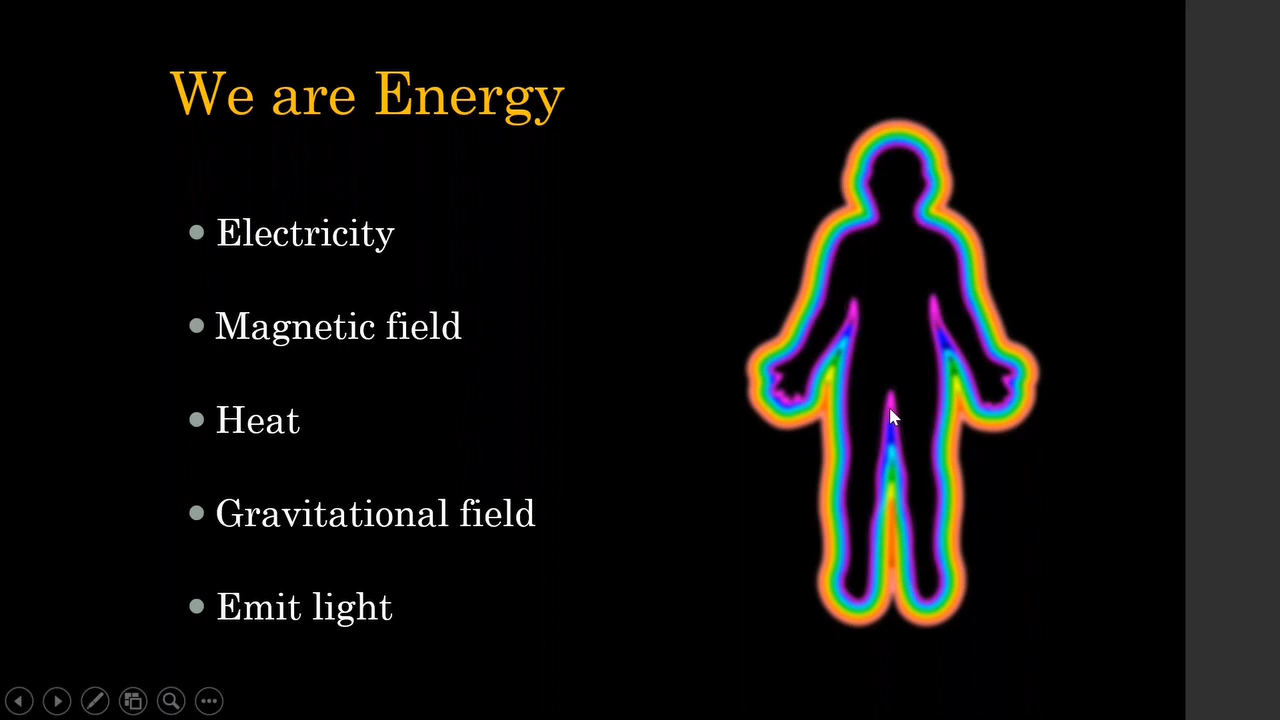 We are Energy
Electricity
Magnetic field
Heat
Gravitational field
Emit light